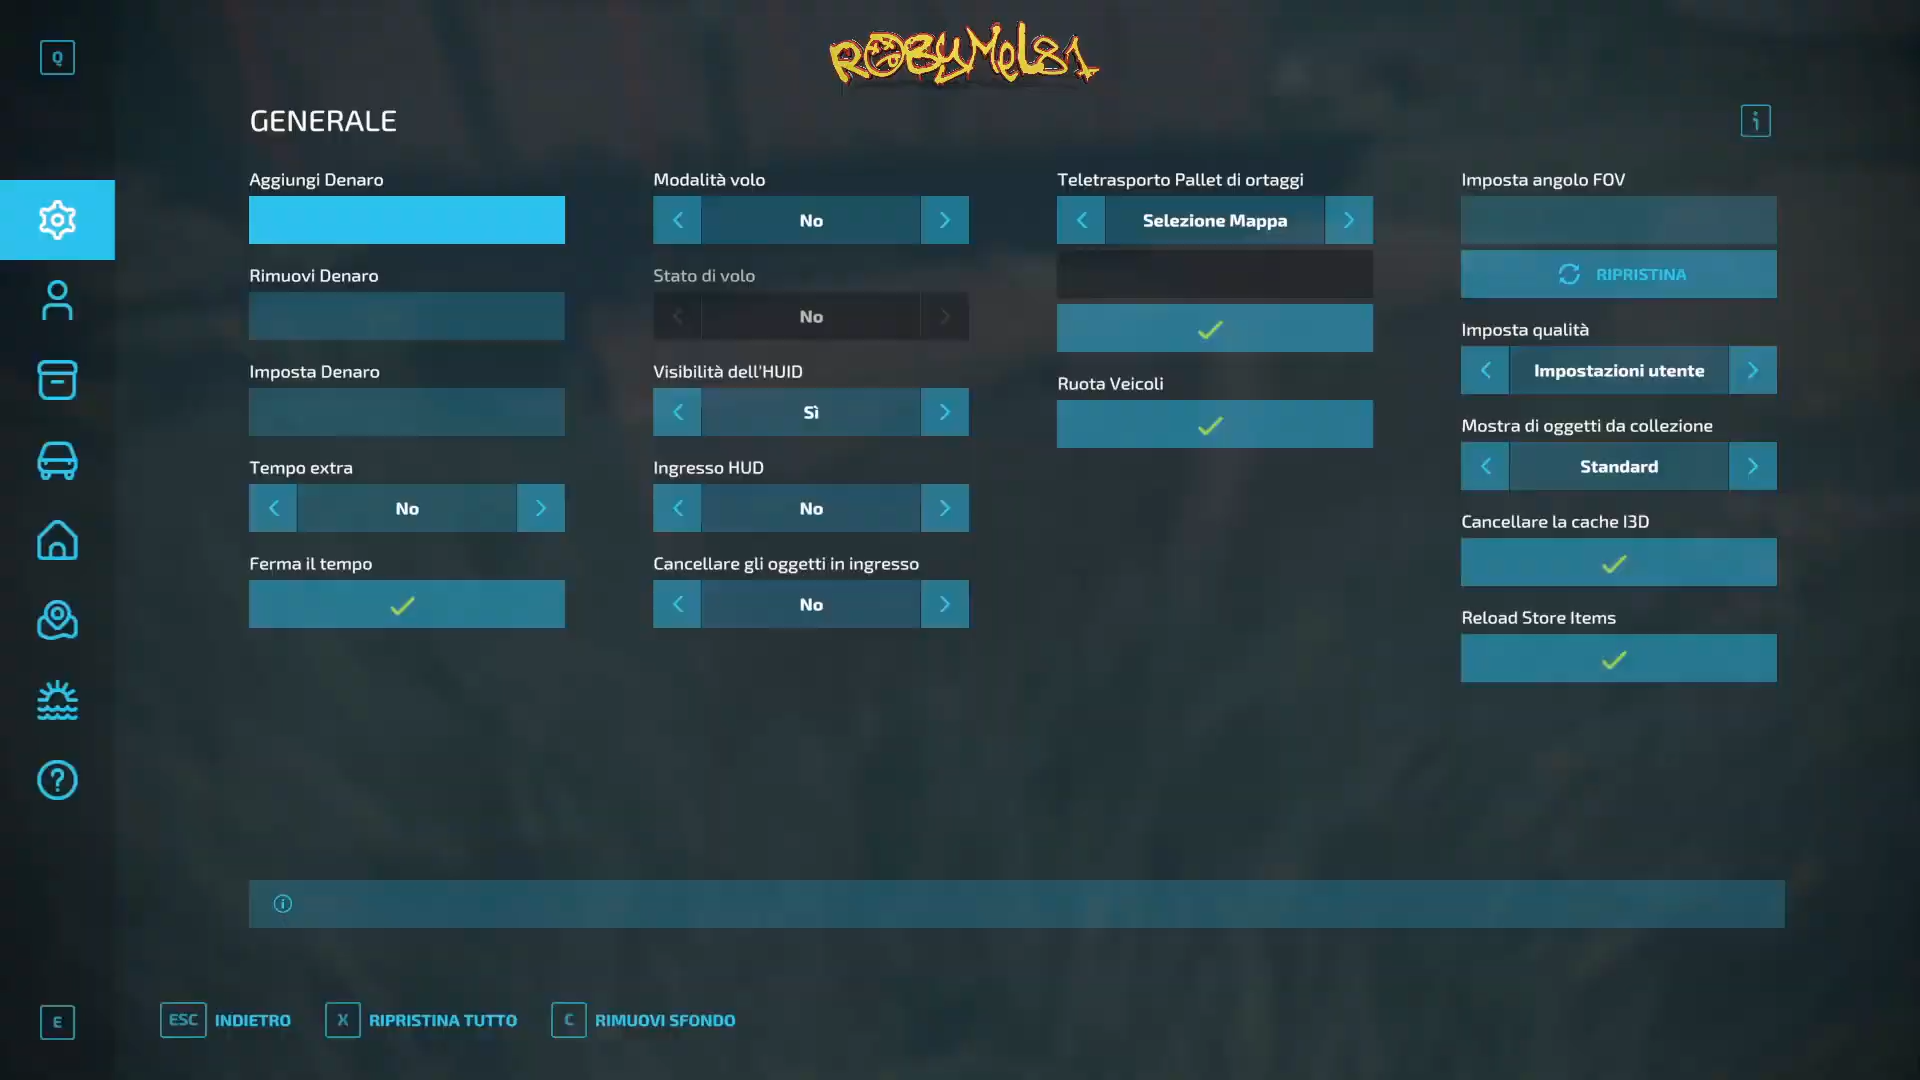 Q
RObyMel81
GENERALE
Aggiungi Denaro
Rimuovi Denaro
Imposta Denaro
Tempo extra
No
Ferma il tempo
Modalità volo
No
Stato di volo
No
Visibilità dell'HUID
Sì
Ingresso HUD
No
Cancellare gli oggetti in ingresso
No
Teletrasporto Pallet di ortaggi
Selezione Mappa
Ruota Veicoli
Imposta angolo FOV
RIPRISTINA
Imposta qualità
Impostazioni utente
Mostra di oggetti da collezione
Standard
Cancellare la cache I3D
Reload Store Items
E
ESC INDIETRO
X RIPRISTINA TUTTO
C RIMUOVI SFONDO